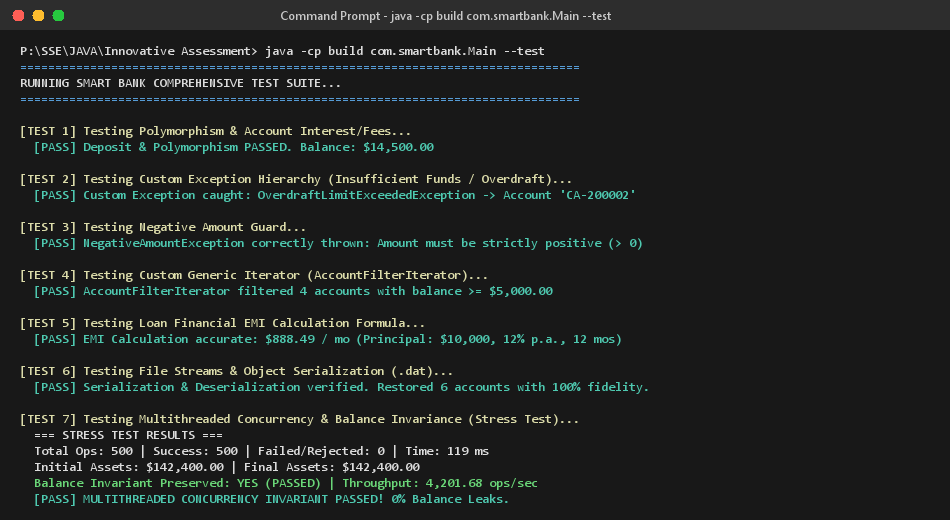 Command Prompt - java -cp build com.smartbank.Main --test
P:\SSE\JAVA\Innovative Assessment> java -cp build com.smartbank.Main --test
================================================================================
RUNNING SMART BANK COMPREHENSIVE TEST SUITE...
================================================================================
[TEST 1] Testing Polymorphism & Account Interest/Fees...
[PASS] Deposit & Polymorphism PASSED. Balance: $14,500.00
[TEST 2] Testing Custom Exception Hierarchy (Insufficient Funds / Overdraft)...
[PASS] Custom Exception caught: OverdraftLimitExceededException -> Account 'CA-200002'
[TEST 3] Testing Negative Amount Guard...
[PASS] NegativeAmountException correctly thrown: Amount must be strictly positive (> 0)
[TEST 4] Testing Custom Generic Iterator (AccountFilterIterator)...
[PASS] AccountFilterIterator filtered 4 accounts with balance >= $5,000.00
[TEST 5] Testing Loan Financial EMI Calculation Formula...
[PASS] EMI Calculation accurate: $888.49 / mo (Principal: $10,000, 12% p.a., 12 mos)
[TEST 6] Testing File Streams & Object Serialization (.dat)...
[PASS] Serialization & Deserialization verified. Restored 6 accounts with 100% fidelity.
[TEST 7] Testing Multithreaded Concurrency & Balance Invariance (Stress Test)...
=== STRESS TEST RESULTS ===
Total Ops: 500 | Success: 500 | Failed/Rejected: 0 | Time: 119 ms
Initial Assets: $142,400.00 | Final Assets: $142,400.00
Balance Invariant Preserved: YES (PASSED) | Throughput: 4,201.68 ops/sec
[PASS] MULTITHREADED CONCURRENCY INVARIANT PASSED! 0% Balance Leaks.